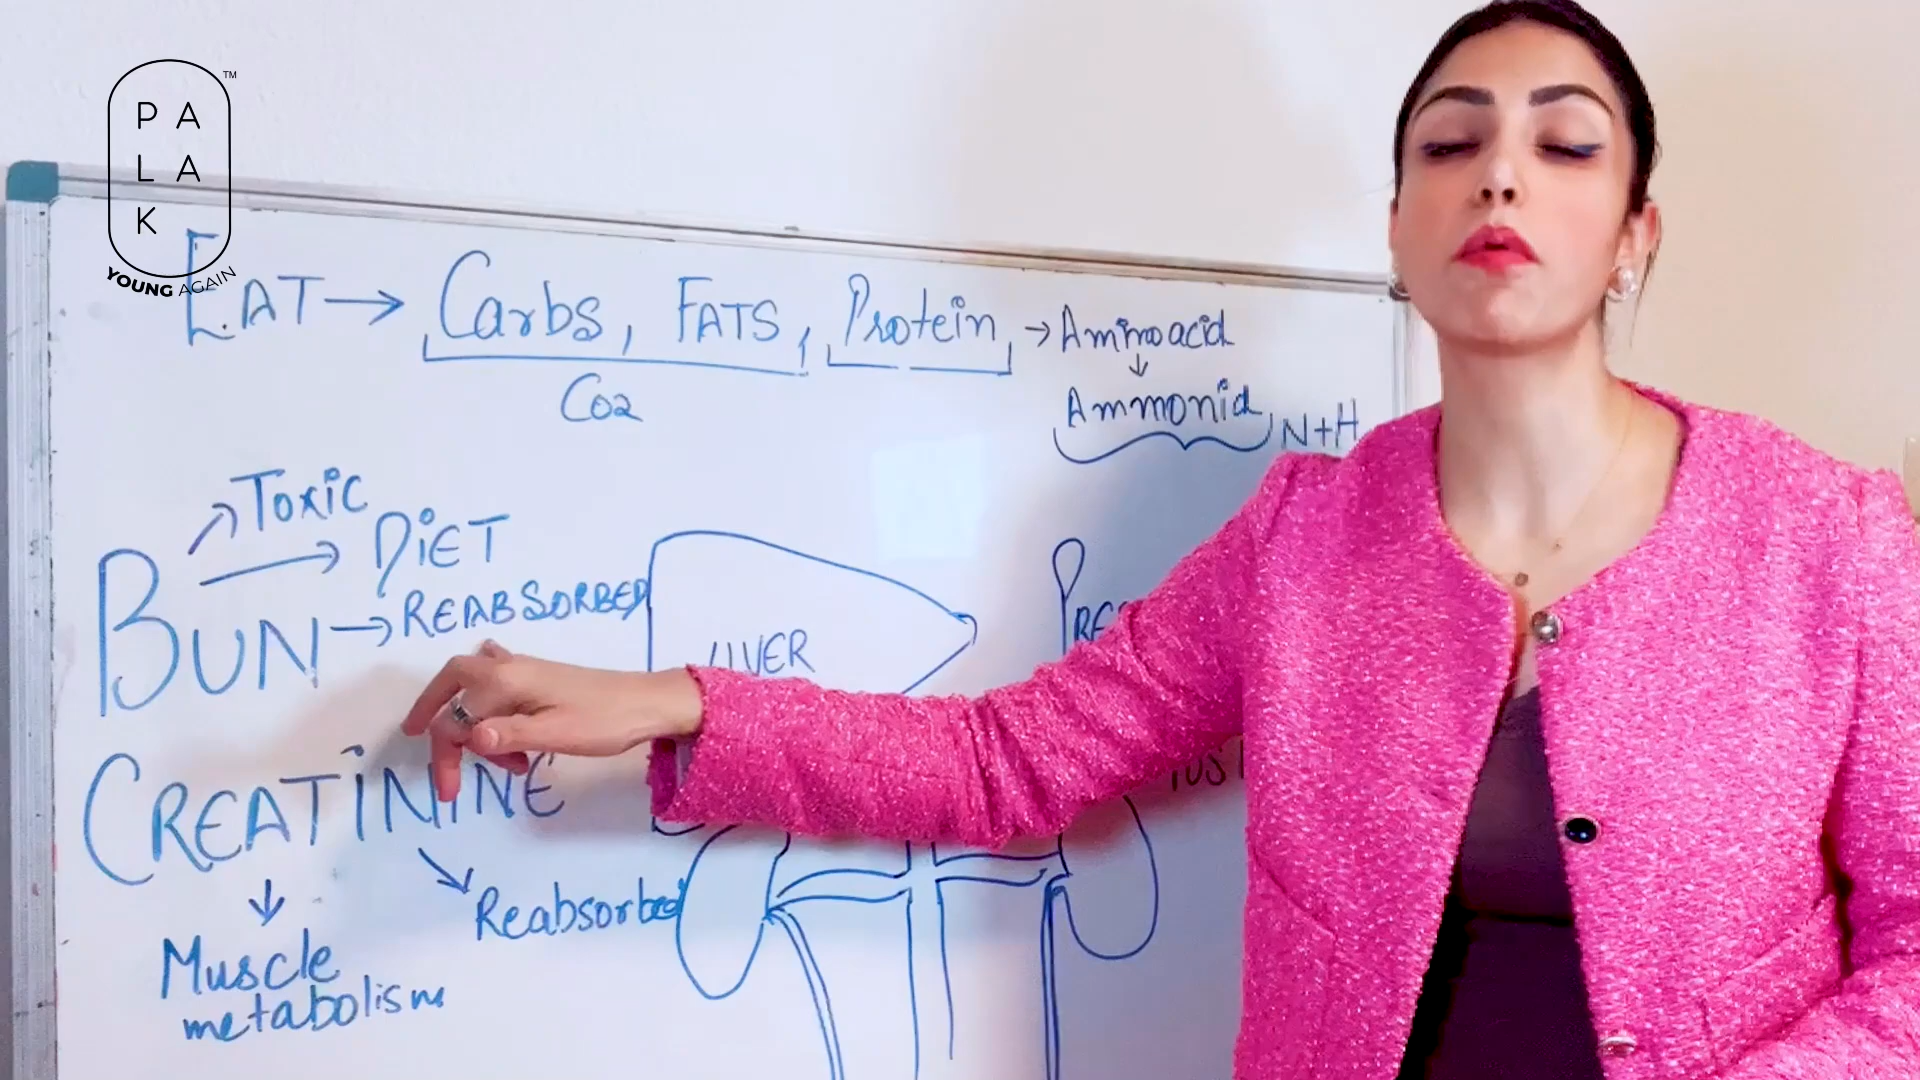 PALAK
TM
YOUNG AGAIN
EAT → Carbs, FATS, Protein → Aminoacid
↓
Co2
Ammonia N+H
Toxic
DiET
BUN → REABSORBED
LIVER
CREATININE
Reabsorbed
Muscle
metabolism